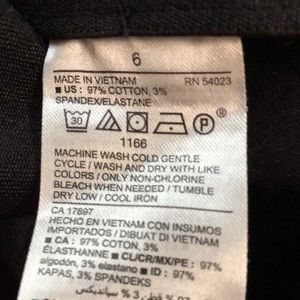 6
MADE IN VIETNAM RN 54023
■ US : 97% COTTON, 3%
SPANDEX/ELASTANE
30 P
1166
MACHINE WASH COLD GENTLE
CYCLE / WASH AND DRY WITH LIKE
COLORS / ONLY NON-CHLORINE
BLEACH WHEN NEEDED / TUMBLE
DRY LOW / COOL IRON
CA 17897
HECHO EN VIETNAM CON INSUMOS
IMPORTADOS / DIBUAT DI VIETNAM
■ CA : 97% COTON, 3%
ÉLASTHANNE ■ CL/CR/MX/PE : 97%
algodón, 3% elastano ■ ID : 97%
KAPAS, 3% SPANDEKS